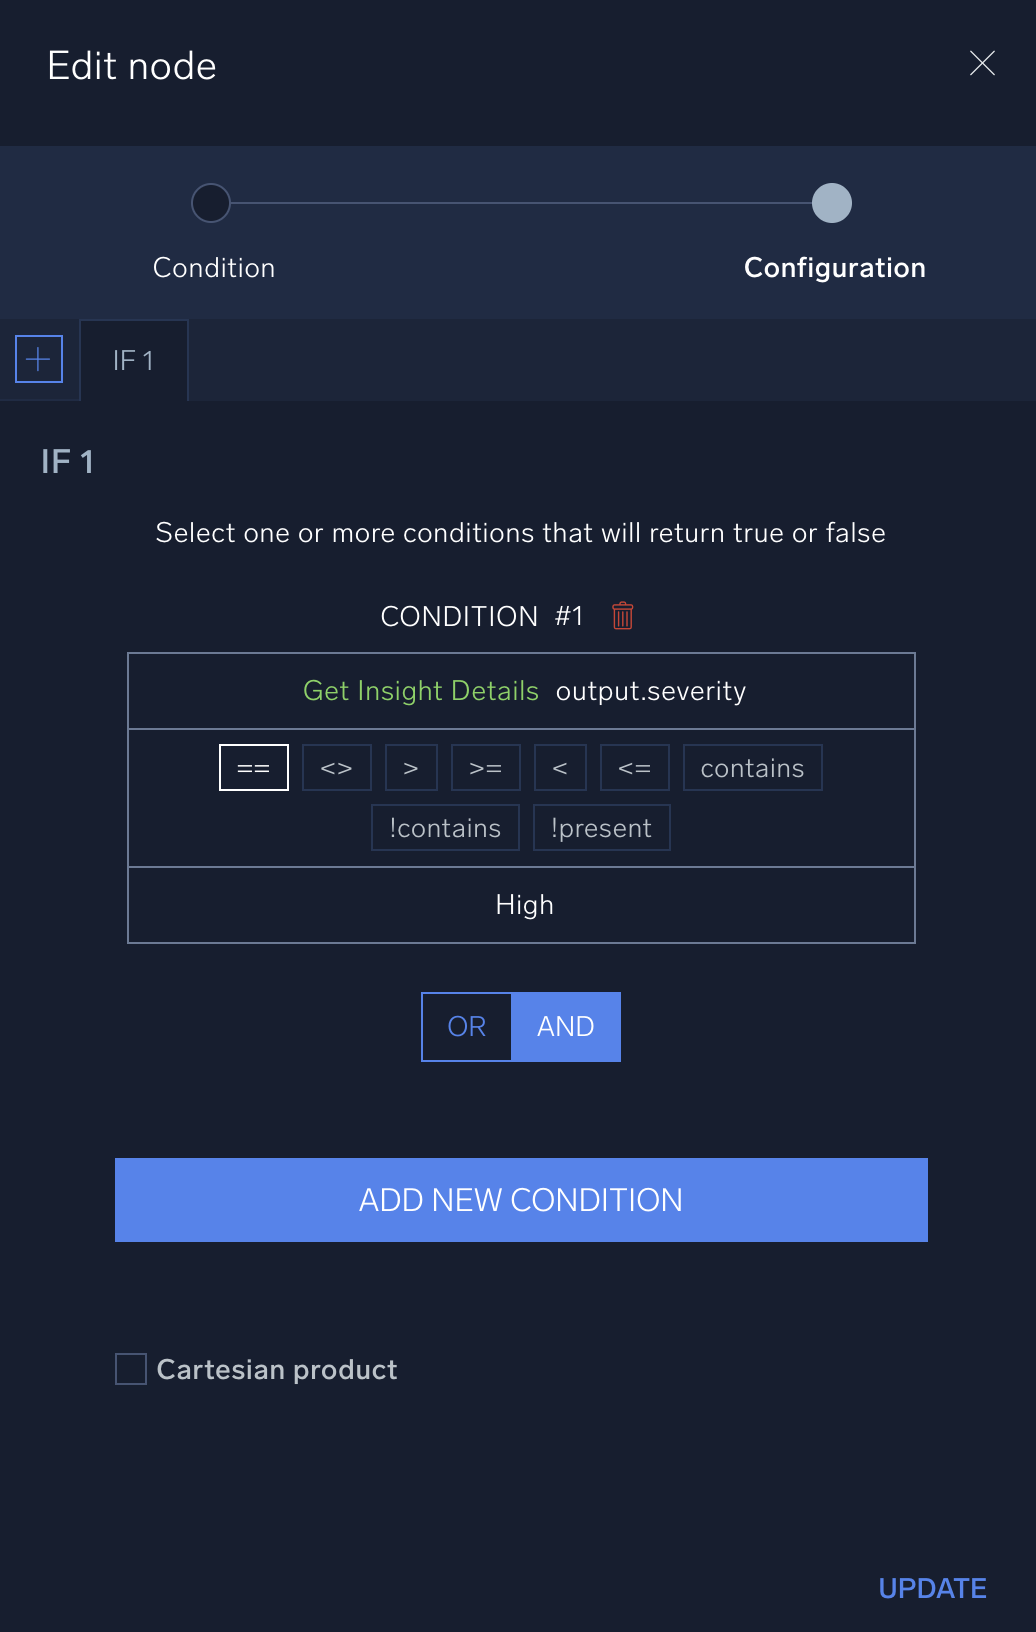 Edit node
Condition
Configuration
IF 1
IF 1
Select one or more conditions that will return true or false
CONDITION #1
Get Insight Details output.severity
== <> > >= < <= contains
!contains !present
High
OR AND
ADD NEW CONDITION
Cartesian product
UPDATE